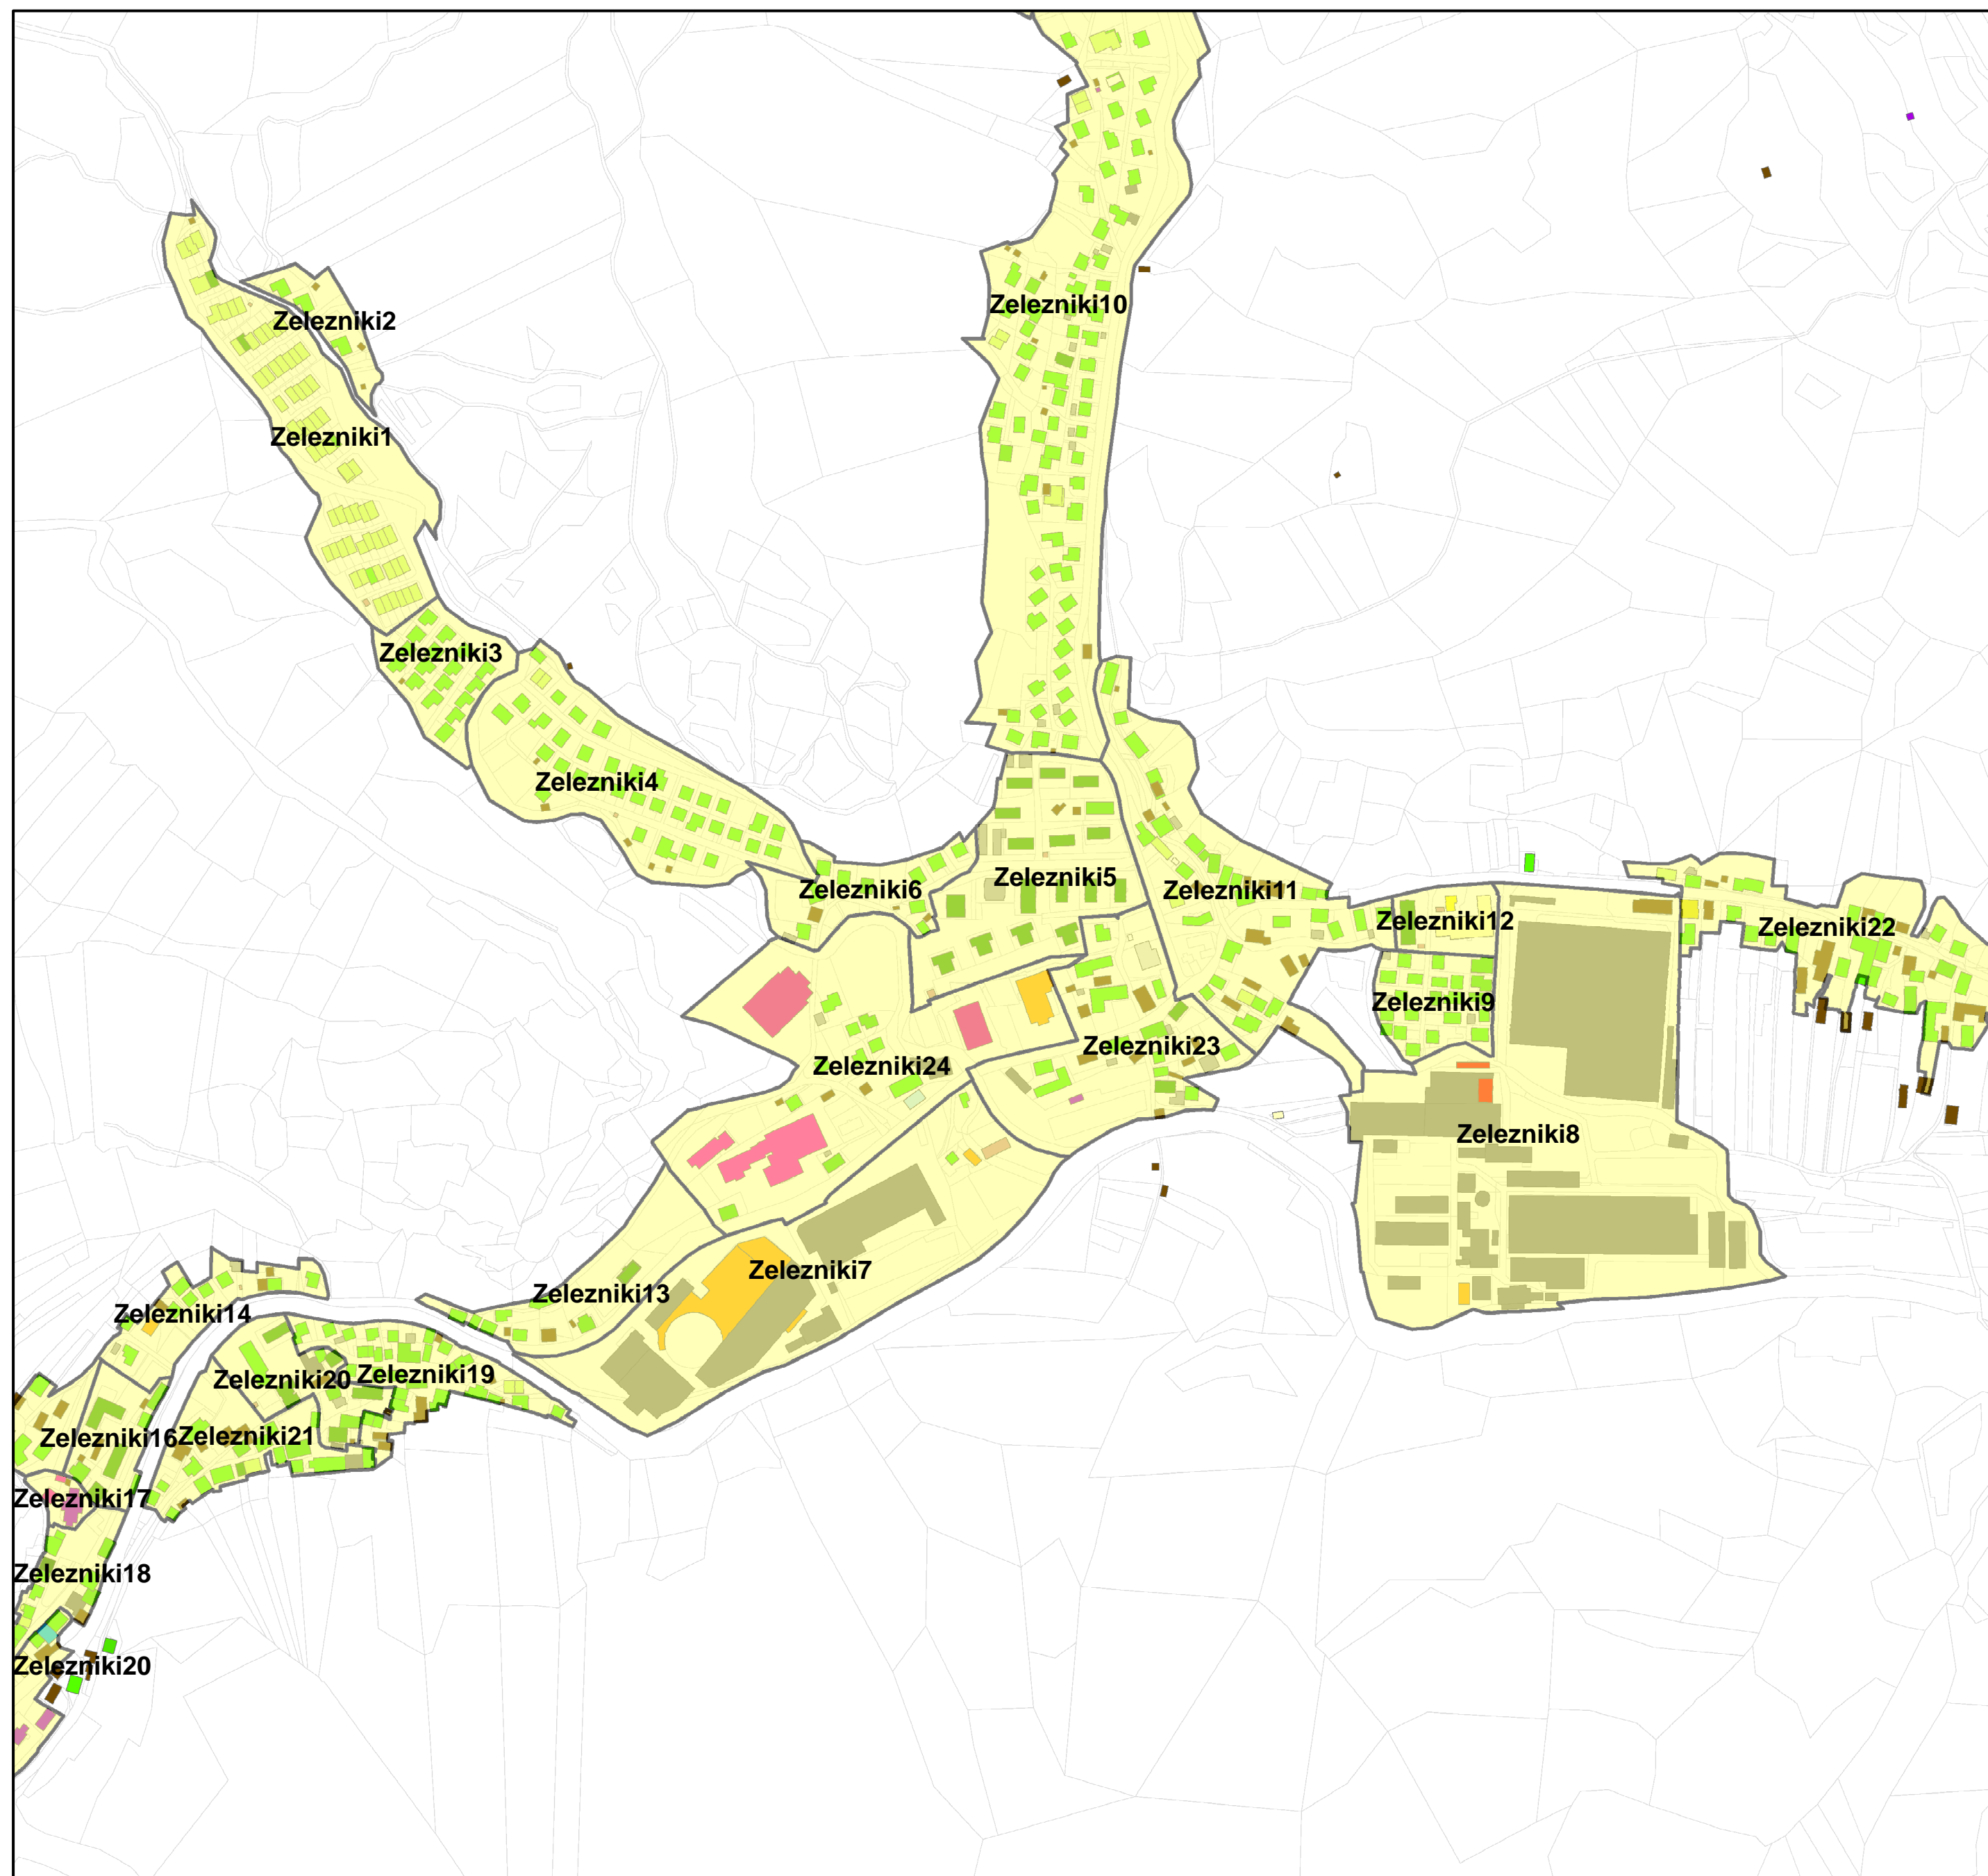 Zelezniki10
Zelezniki2
Zelezniki1
Zelezniki3
Zelezniki4
Zelezniki5
Zelezniki6
Zelezniki11
Zelezniki12
Zelezniki22
Zelezniki9
Zelezniki23
Zelezniki24
Zelezniki8
Zelezniki7
Zelezniki13
Zelezniki14
Zelezniki19
Zelezniki20
Zelezniki16
Zelezniki21
Zelezniki17
Zelezniki18
Zelezniki20